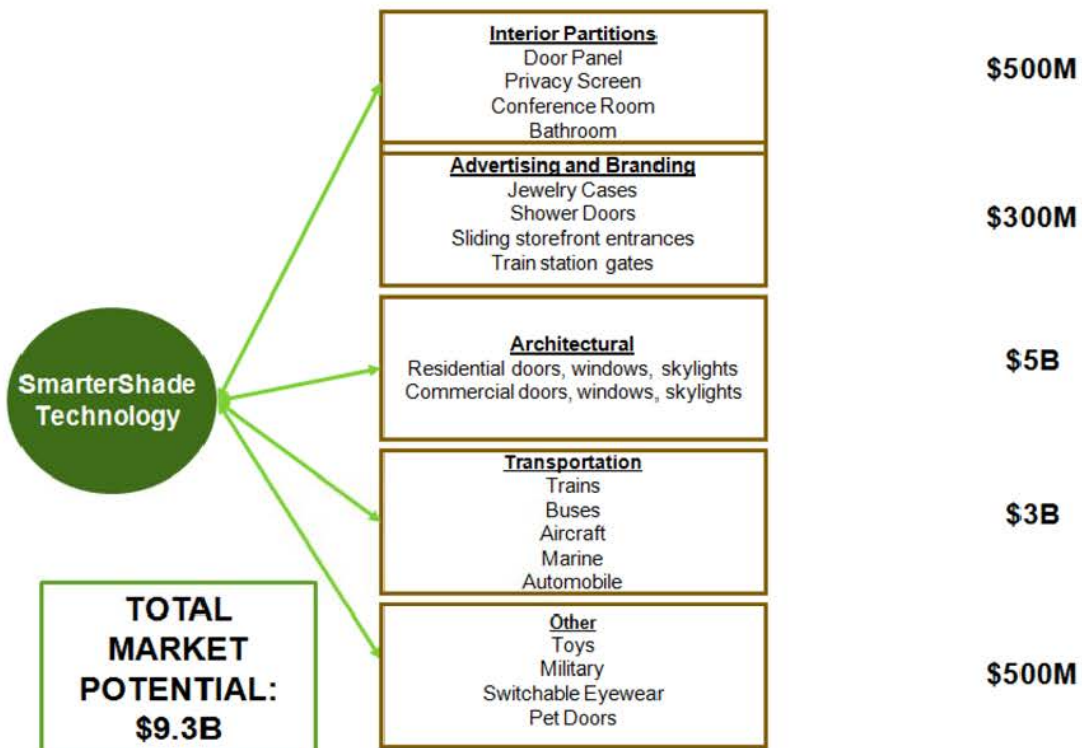 Interior Partitions
Door Panel
Privacy Screen
Conference Room
Bathroom
$500M
Advertising and Branding
Jewelry Cases
Shower Doors
Sliding storefront entrances
Train station gates
$300M
Architectural
Residential doors, windows, skylights
Commercial doors, windows, skylights
$5B
SmarterShade
Technology
Transportation
Trains
Buses
Aircraft
Marine
Automobile
$3B
Other
Toys
Military
Switchable Eyewear
Pet Doors
$500M
TOTAL
MARKET
POTENTIAL:
$9.3B